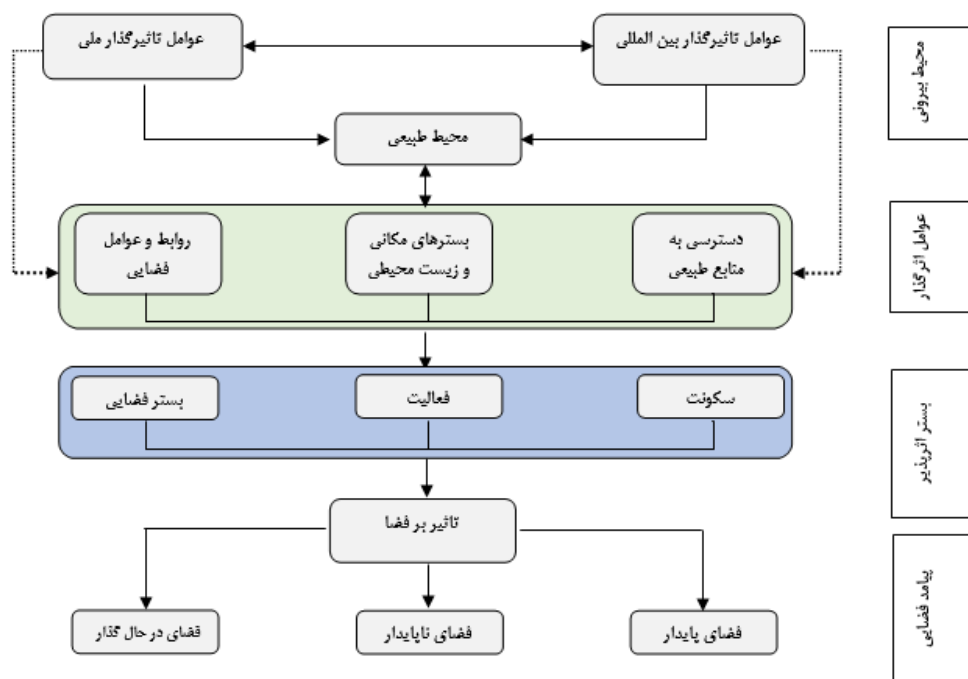 عوامل تاثیرگذار بین المللی
عوامل تاثیرگذار ملی
محیط بیرونی
محیط طبیعی
عوامل اثرگذار
دسترسی به
منابع طبیعی
بسترهای مکانی
و زیست محیطی
روابط و عوامل
فضایی
بستر اثرپذیر
سکونت
فعالیت
بستر فضایی
تاثیر بر فضا
پیامد فضایی
فضای پایدار
فضای ناپایدار
فضای در حال گذار